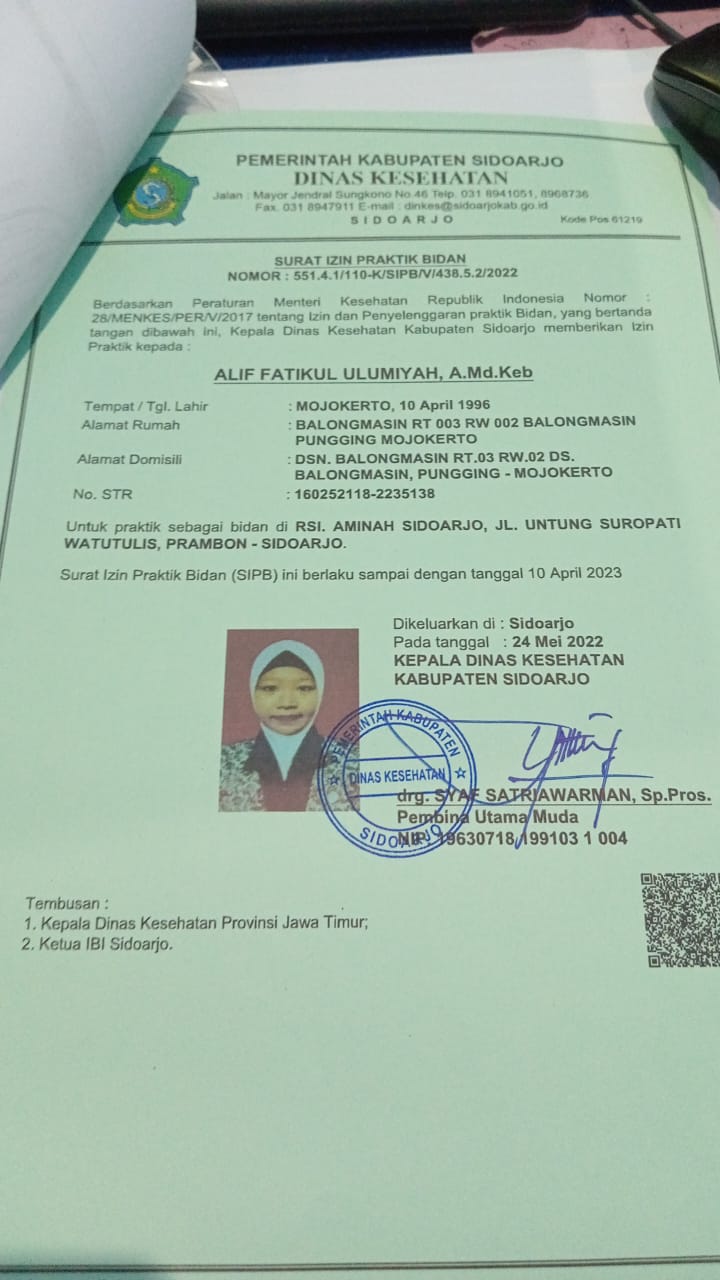 PEMERINTAH KABUPATEN SIDOARJO
DINAS KESEHATAN
Jalan : Mayor Jendral Sungkono No.46 Telp. 031 8941051, 8968736
Fax. 031 8947911 E-mail : dinkes@sidoarjokab.go.id
SIDOARJO Kode Pos 61219
SURAT IZIN PRAKTIK BIDAN
NOMOR : 551.4.1/110-K/SIPB/V/438.5.2/2022
Berdasarkan Peraturan Menteri Kesehatan Republik Indonesia Nomor :
28/MENKES/PER/V/2017 tentang Izin dan Penyelenggaran praktik Bidan, yang bertanda
tangan dibawah ini, Kepala Dinas Kesehatan Kabupaten Sidoarjo memberikan Izin
Praktik kepada :
ALIF FATIKUL ULUMIYAH, A.Md.Keb
Tempat / Tgl. Lahir : MOJOKERTO, 10 April 1996
Alamat Rumah : BALONGMASIN RT 003 RW 002 BALONGMASIN
PUNGGING MOJOKERTO
Alamat Domisili : DSN. BALONGMASIN RT.03 RW.02 DS.
BALONGMASIN, PUNGGING - MOJOKERTO
No. STR : 160252118-2235138
Untuk praktik sebagai bidan di RSI. AMINAH SIDOARJO, JL. UNTUNG SUROPATI
WATUTULIS, PRAMBON - SIDOARJO.
Surat Izin Praktik Bidan (SIPB) ini berlaku sampai dengan tanggal 10 April 2023
Dikeluarkan di : Sidoarjo
Pada tanggal : 24 Mei 2022
KEPALA DINAS KESEHATAN
KABUPATEN SIDOARJO
PEMERINTAH KABUPATEN
DINAS KESEHATAN
SIDOARJO
drg. SYAF SATRIAWARMAN, Sp.Pros.
Pembina Utama Muda
NIP. 19630718 199103 1 004
Tembusan :
1. Kepala Dinas Kesehatan Provinsi Jawa Timur;
2. Ketua IBI Sidoarjo.